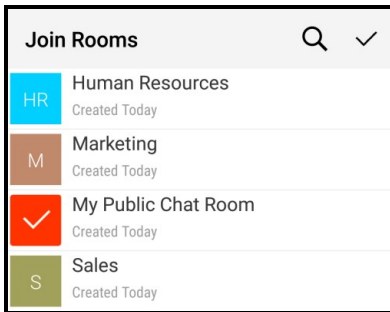 Join Rooms
HR
Human Resources
Created Today
M
Marketing
Created Today
My Public Chat Room
Created Today
S
Sales
Created Today